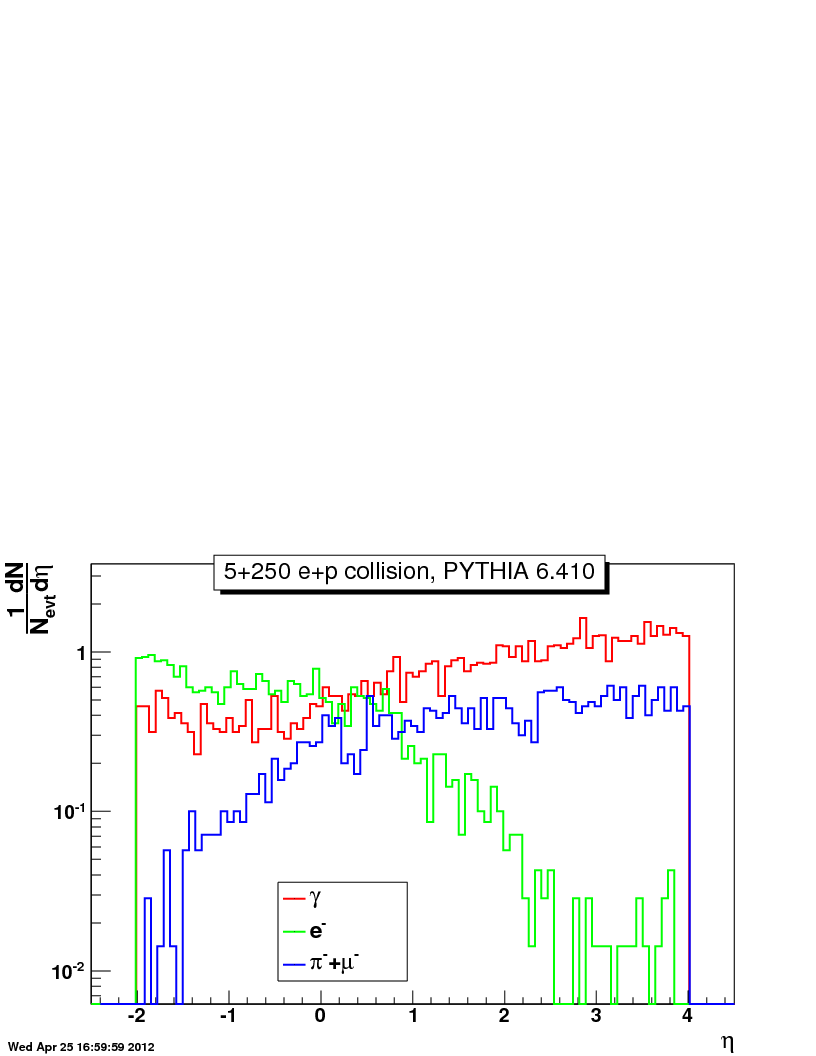 5+250 e+p collision, PYTHIA 6.410
1 dN
N_evt dη
1
10^-1
10^-2
γ
e^-
π^-+μ^-
-2 -1 0 1 2 3 4
η
Wed Apr 25 16:59:59 2012